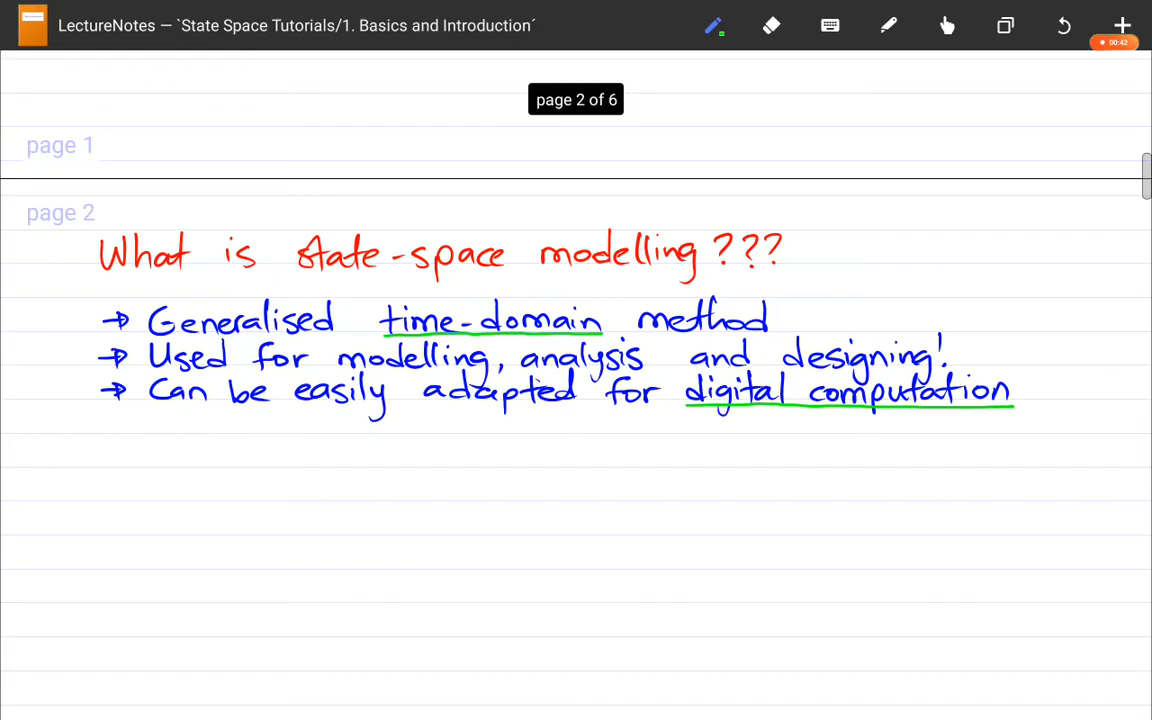 LectureNotes — `State Space Tutorials/1. Basics and Introduction´
00:42
page 2 of 6
page 1
page 2
What is state-space modelling ???
→ Generalised time-domain method
→ Used for modelling, analysis and designing!
→ Can be easily adapted for digital computation